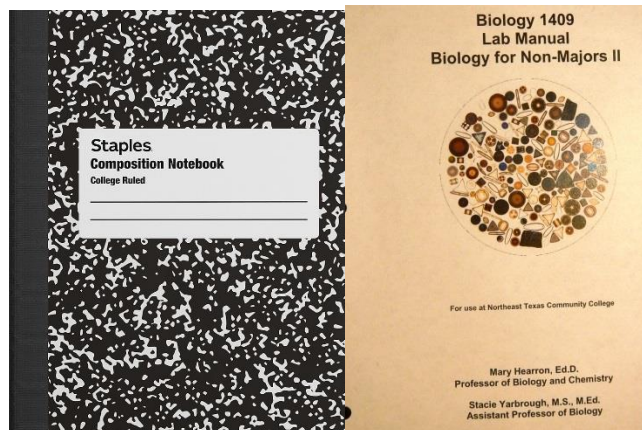 Staples
Composition Notebook
College Ruled
Biology 1409
Lab Manual
Biology for Non-Majors II
For use at Northeast Texas Community College
Mary Hearron, Ed.D.
Professor of Biology and Chemistry
Stacie Yarbrough, M.S., M.Ed.
Assistant Professor of Biology